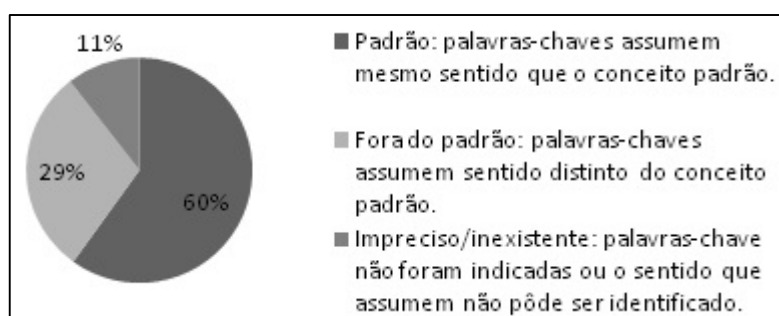 11%
29%
60%
Padrão: palavras-chaves assumem
mesmo sentido que o conceito padrão.
Fora do padrão: palavras-chaves
assumem sentido distinto do conceito
padrão.
Impreciso/inexistente: palavras-chave
não foram indicadas ou o sentido que
assumem não pôde ser identificado.